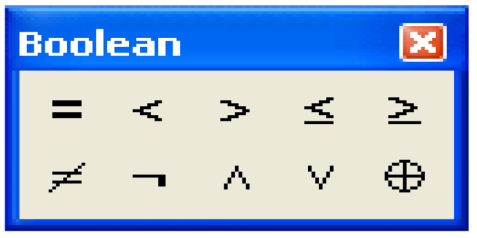 Boolean
= < > ≤ ≥
≠ ¬ ∧ ∨ ⊕